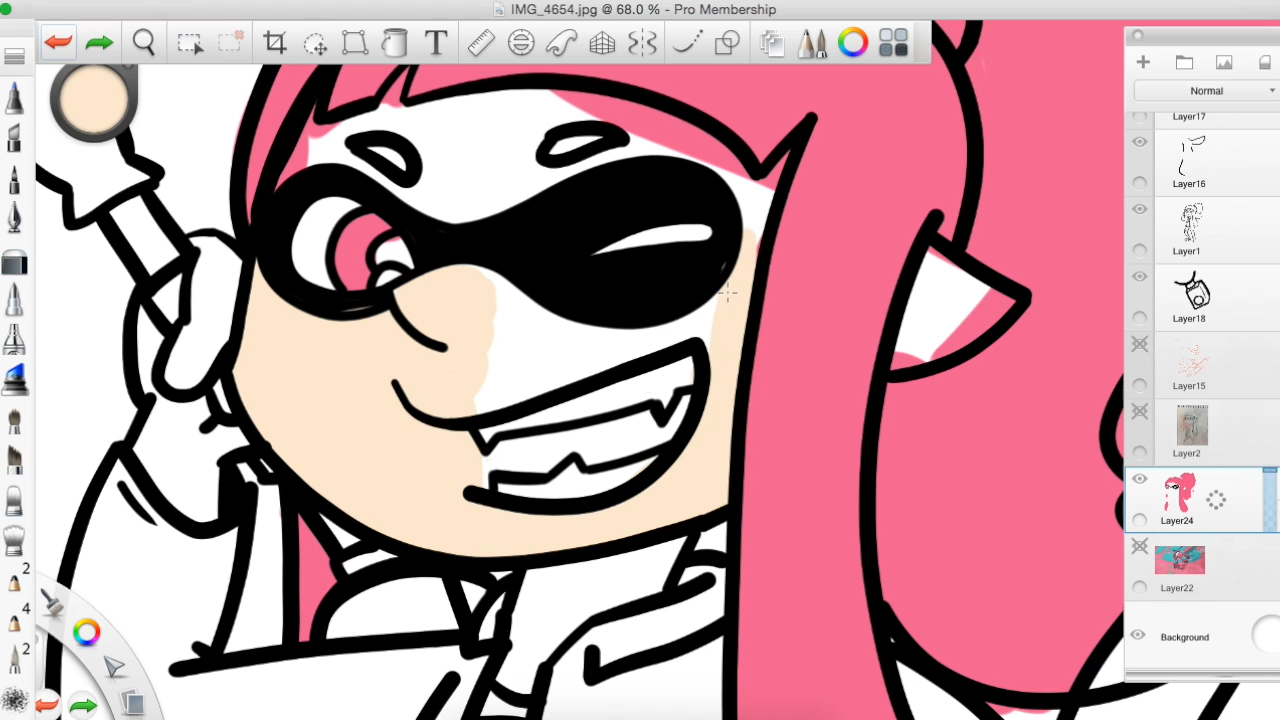 IMG_4654.jpg @ 68.0 % - Pro Membership
T
Normal
Layer17
Layer16
Layer1
Layer18
Layer15
Layer2
Layer24
Layer22
Background
2
4
2